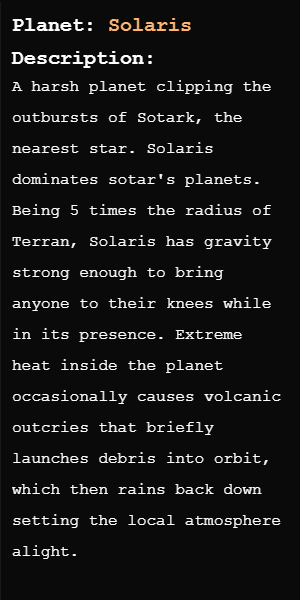 Planet: Solaris
Description:
A harsh planet clipping the
outbursts of Sotark, the
nearest star. Solaris
dominates sotar's planets.
Being 5 times the radius of
Terran, Solaris has gravity
strong enough to bring
anyone to their knees while
in its presence. Extreme
heat inside the planet
occasionally causes volcanic
outcries that briefly
launches debris into orbit,
which then rains back down
setting the local atmosphere
alight.